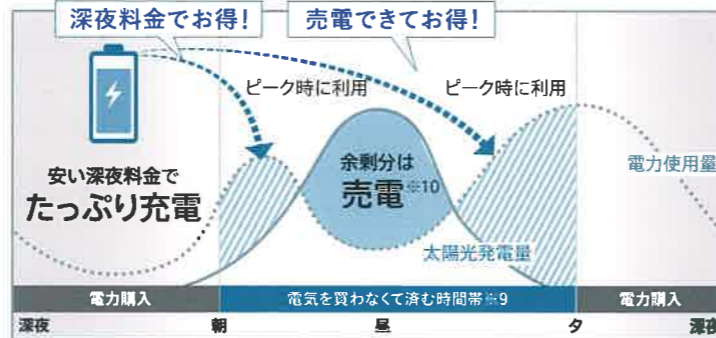 深夜料金でお得!
売電できてお得!
ピーク時に利用
ピーク時に利用
安い深夜料金で
たっぷり充電
余剰分は
売電※10
電力使用量
太陽光発電量
電力購入
電気を買わなくて済む時間帯※9
電力購入
深夜
朝
昼
夕
深夜